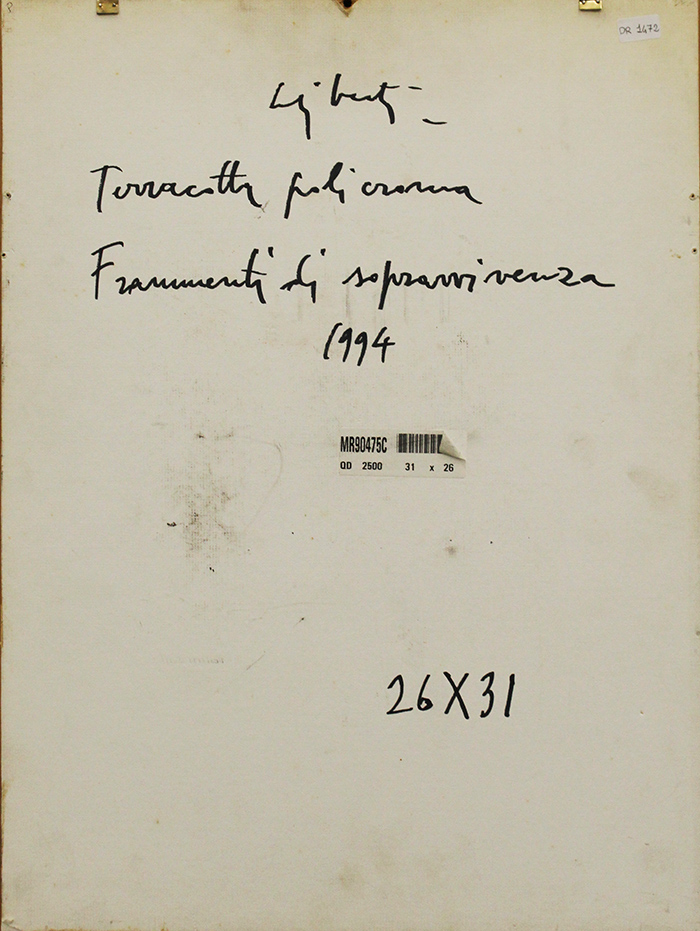 DR 1472
Terracotta policroma
Frammenti di sopravvivenza
1994
MR90475C
QD 2500 31 x 26
26X31